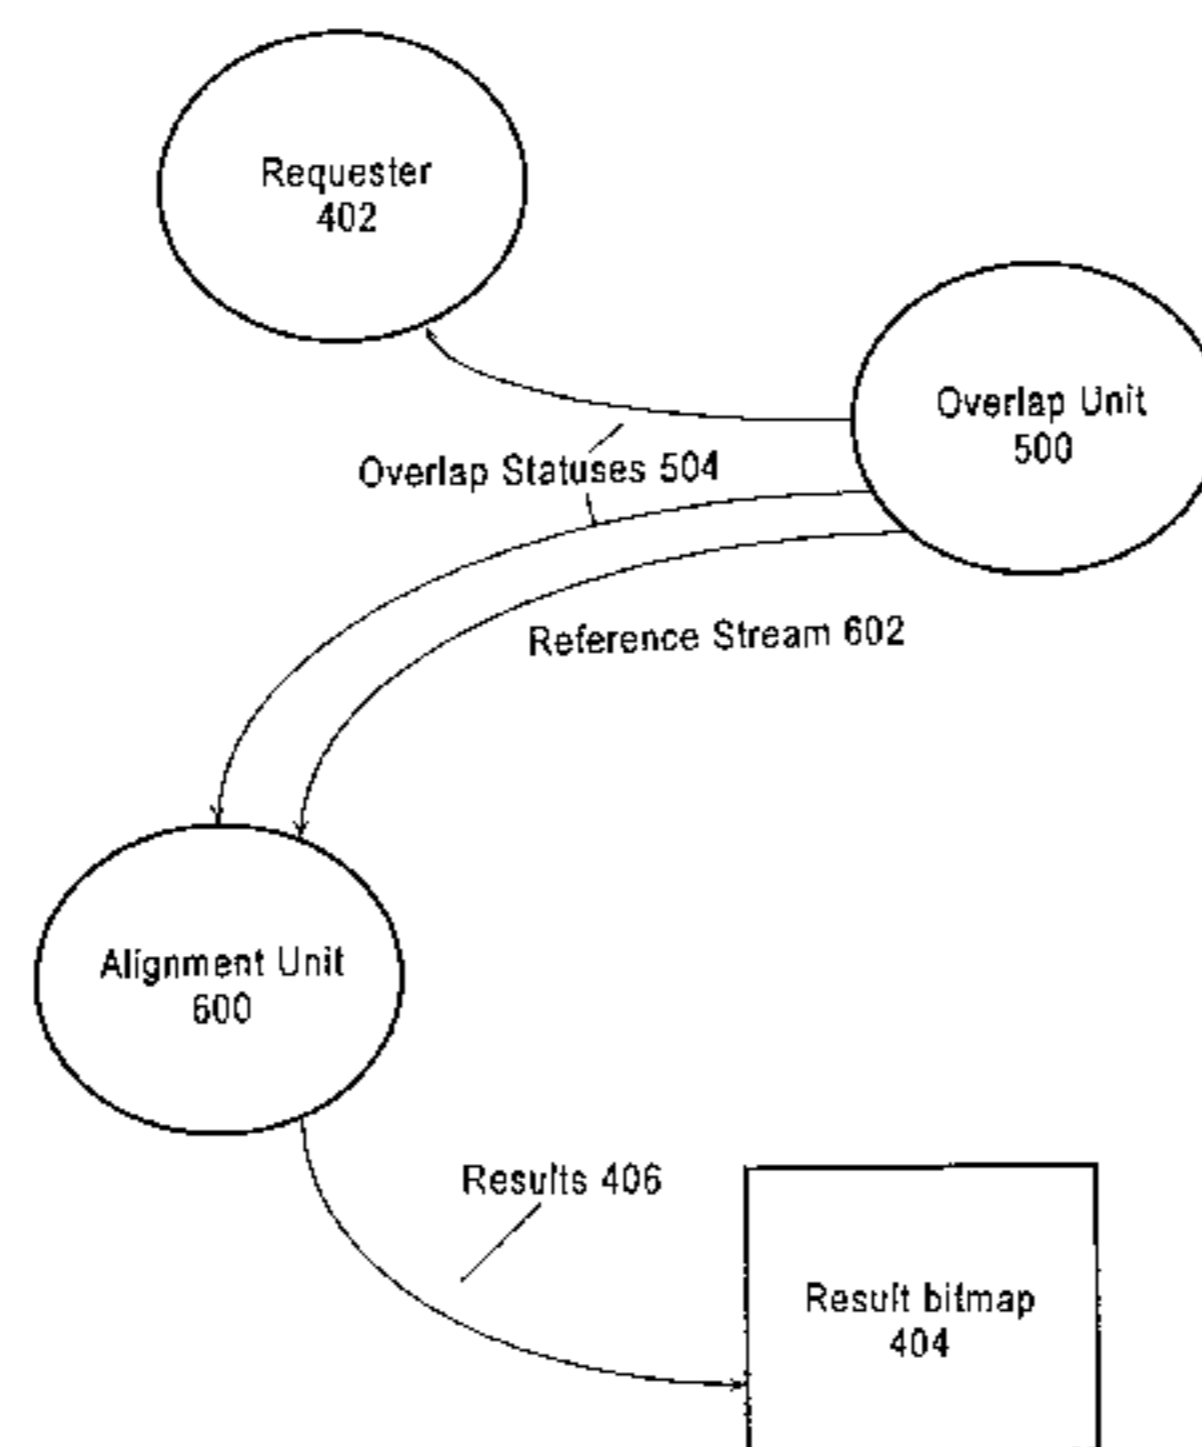 Requester
402
Overlap Unit
500
Overlap Statuses 504
Reference Stream 602
Alignment Unit
600
Results 406
Result bitmap
404